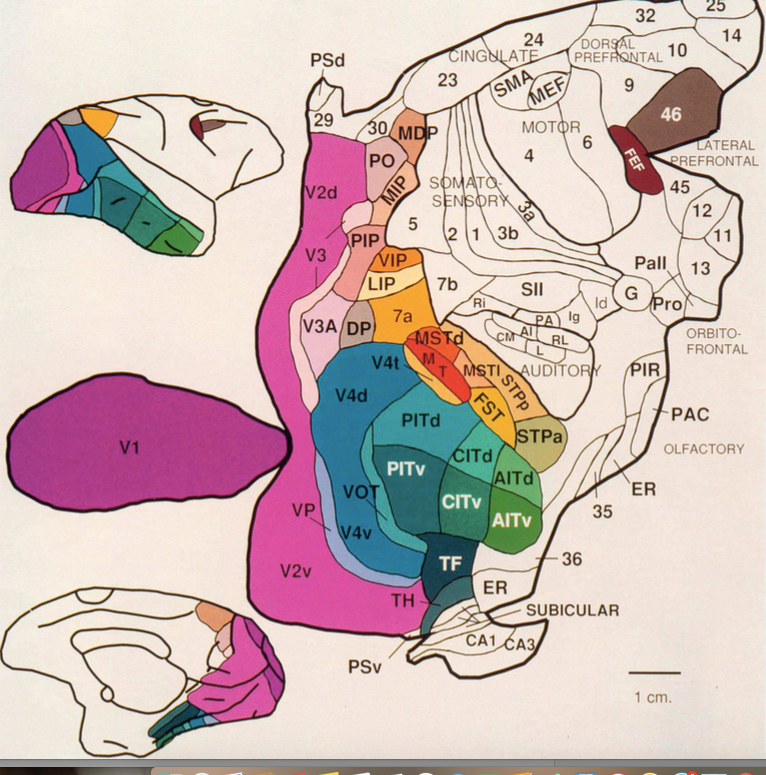 25
32
14
24
DORSAL
PREFRONTAL
10
CINGULATE
PSd
23
SMA
MEF
9
46
29
30
MDP
MOTOR
4
6
FEF
LATERAL
PREFRONTAL
PO
MIP
SOMATO-
SENSORY
45
V2d
3a
12
5
2
1
3b
11
V3
PIP
VIP
LIP
7b
SII
PaII
13
Ri
Id
G
Pro
V3A
DP
7a
PA
Ig
CM
AI
RL
L
ORBITO-
FRONTAL
MSTd
M
T
V4t
MSTl
AUDITORY
STPp
PIR
V4d
FST
PAC
PITd
STPa
OLFACTORY
V1
CITd
PITv
AITd
ER
VOT
CITv
35
VP
AITv
V4v
TF
36
V2v
ER
TH
SUBICULAR
CA1
CA3
PSv
1 cm.